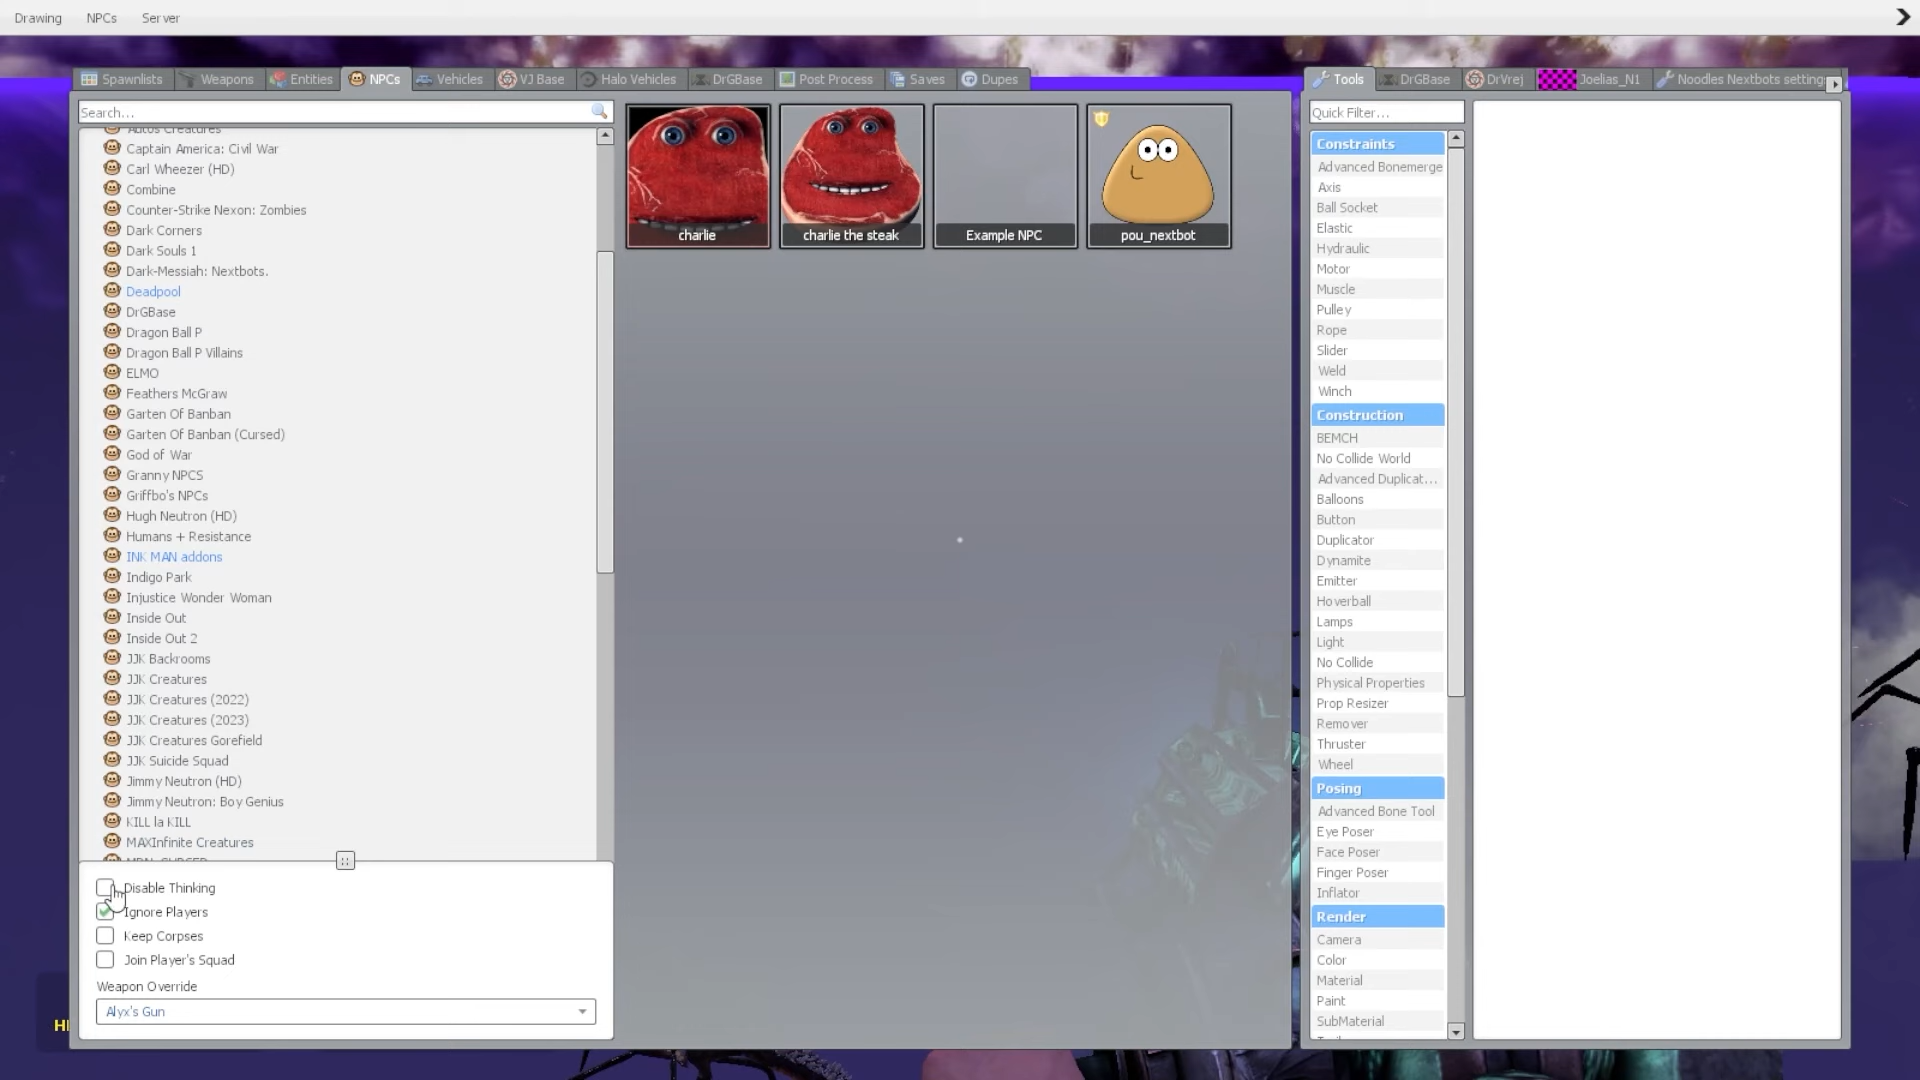 Drawing NPCs Server
Spawnlists Weapons Entities NPCs Vehicles VJ Base Halo Vehicles DrGBase Post Process Saves Dupes
Tools DrGBase DrVrej Joelias_N1 Noodles Nextbots setting
Search...
Autos Creatures
Captain America: Civil War
Carl Wheezer (HD)
Combine
Counter-Strike Nexon: Zombies
Dark Corners
Dark Souls 1
Dark-Messiah: Nextbots.
Deadpool
DrGBase
Dragon Ball P
Dragon Ball P Villains
ELMO
Feathers McGraw
Garten Of Banban
Garten Of Banban (Cursed)
God of War
Granny NPCS
Griffbo's NPCs
Hugh Neutron (HD)
Humans + Resistance
INK MAN addons
Indigo Park
Injustice Wonder Woman
Inside Out
Inside Out 2
JJK Backrooms
JJK Creatures
JJK Creatures (2022)
JJK Creatures (2023)
JJK Creatures Gorefield
JJK Suicide Squad
Jimmy Neutron (HD)
Jimmy Neutron: Boy Genius
KILL la KILL
MAXInfinite Creatures
Disable Thinking
Ignore Players
Keep Corpses
Join Player's Squad
Weapon Override
Alyx's Gun
charlie
charlie the steak
Example NPC
pou_nextbot
Quick Filter...
Constraints
Advanced Bonemerge
Axis
Ball Socket
Elastic
Hydraulic
Motor
Muscle
Pulley
Rope
Slider
Weld
Winch
Construction
BEMCH
No Collide World
Advanced Duplicat...
Balloons
Button
Duplicator
Dynamite
Emitter
Hoverball
Lamps
Light
No Collide
Physical Properties
Prop Resizer
Remover
Thruster
Wheel
Posing
Advanced Bone Tool
Eye Poser
Face Poser
Finger Poser
Inflator
Render
Camera
Color
Material
Paint
SubMaterial